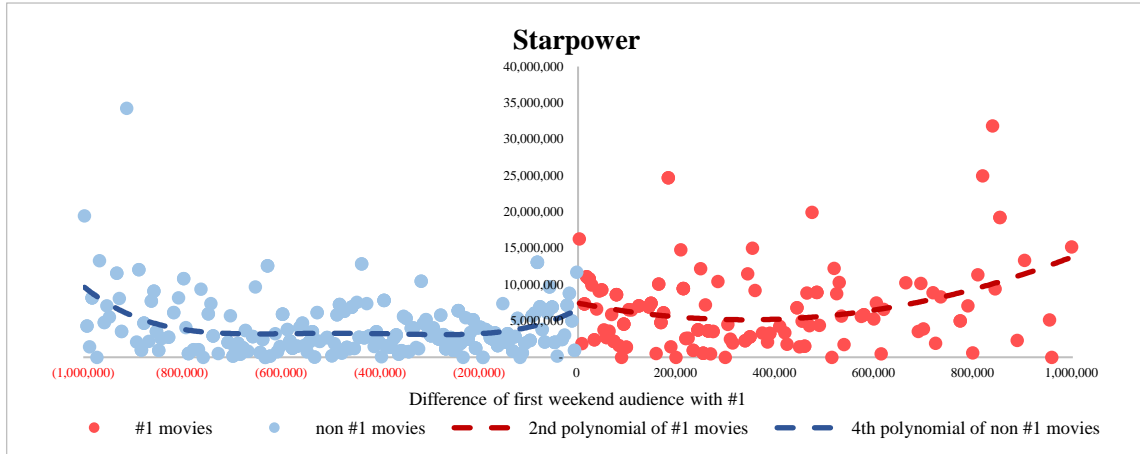 Starpower
40,000,000
35,000,000
30,000,000
25,000,000
20,000,000
15,000,000
10,000,000
5,000,000
(1,000,000) (800,000) (600,000) (400,000) (200,000) 0 200,000 400,000 600,000 800,000 1,000,000
Difference of first weekend audience with #1
#1 movies non #1 movies 2nd polynomial of #1 movies 4th polynomial of non #1 movies